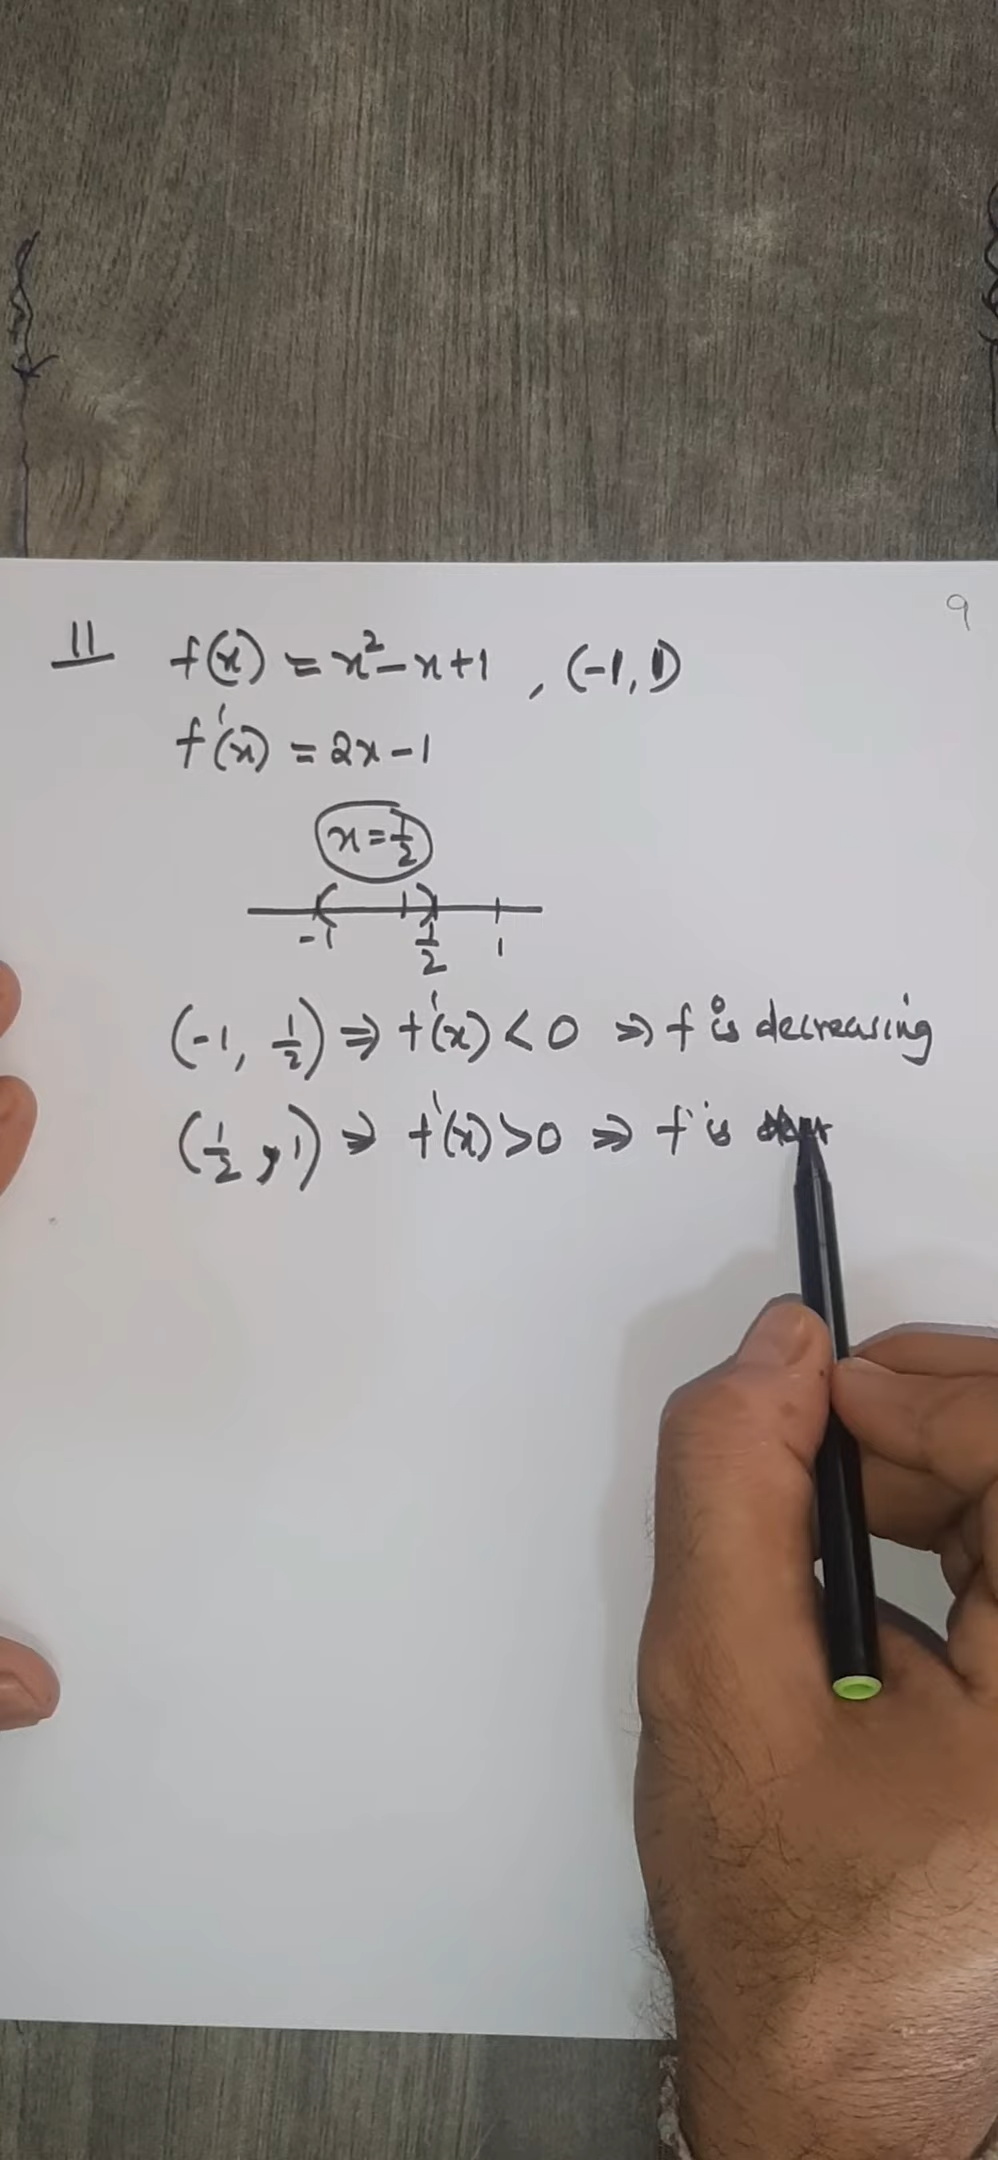 9
11 f(x) = x² - x + 1 , (-1, 1)
f'(x) = 2x - 1
x = 1/2
-1 1/2 1
(-1, 1/2) ⇒ f'(x) < 0 ⇒ f is decreasing
(1/2, 1) ⇒ f'(x) > 0 ⇒ f is